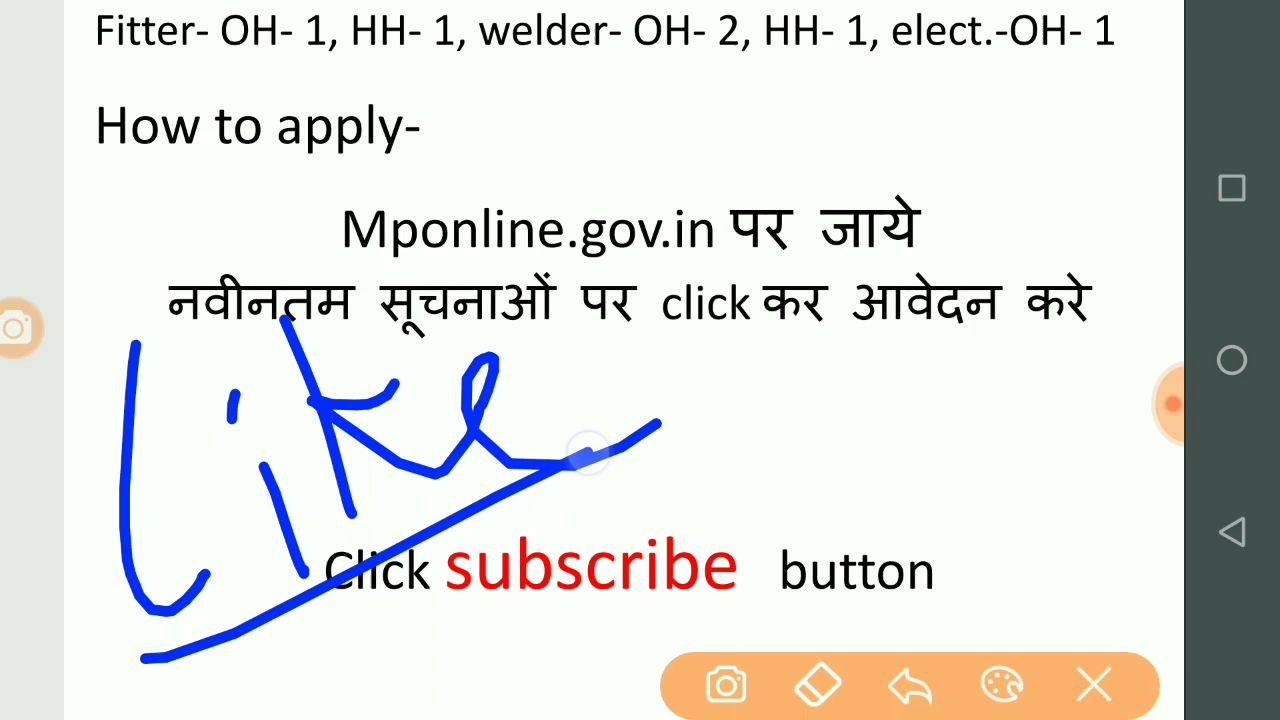 Fitter- OH- 1, HH- 1, welder- OH- 2, HH- 1, elect.-OH- 1
How to apply-
Mponline.gov.in पर जाये
नवीनतम सूचनाओं पर click कर आवेदन करे
Like
Click subscribe button